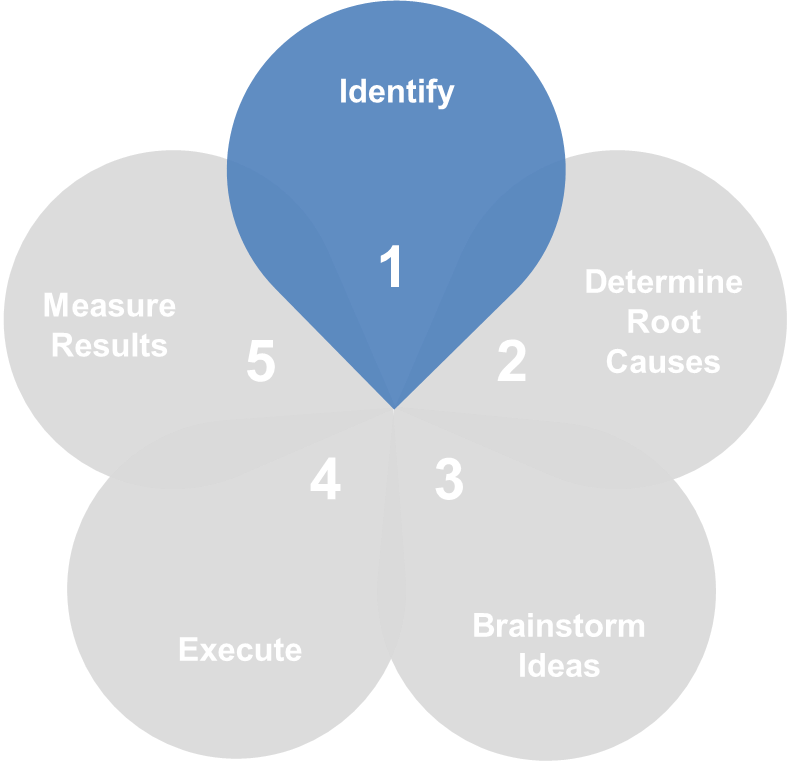 Identify
1
Determine
Root
Causes
2
3
Brainstorm
Ideas
4
Execute
Measure
Results
5